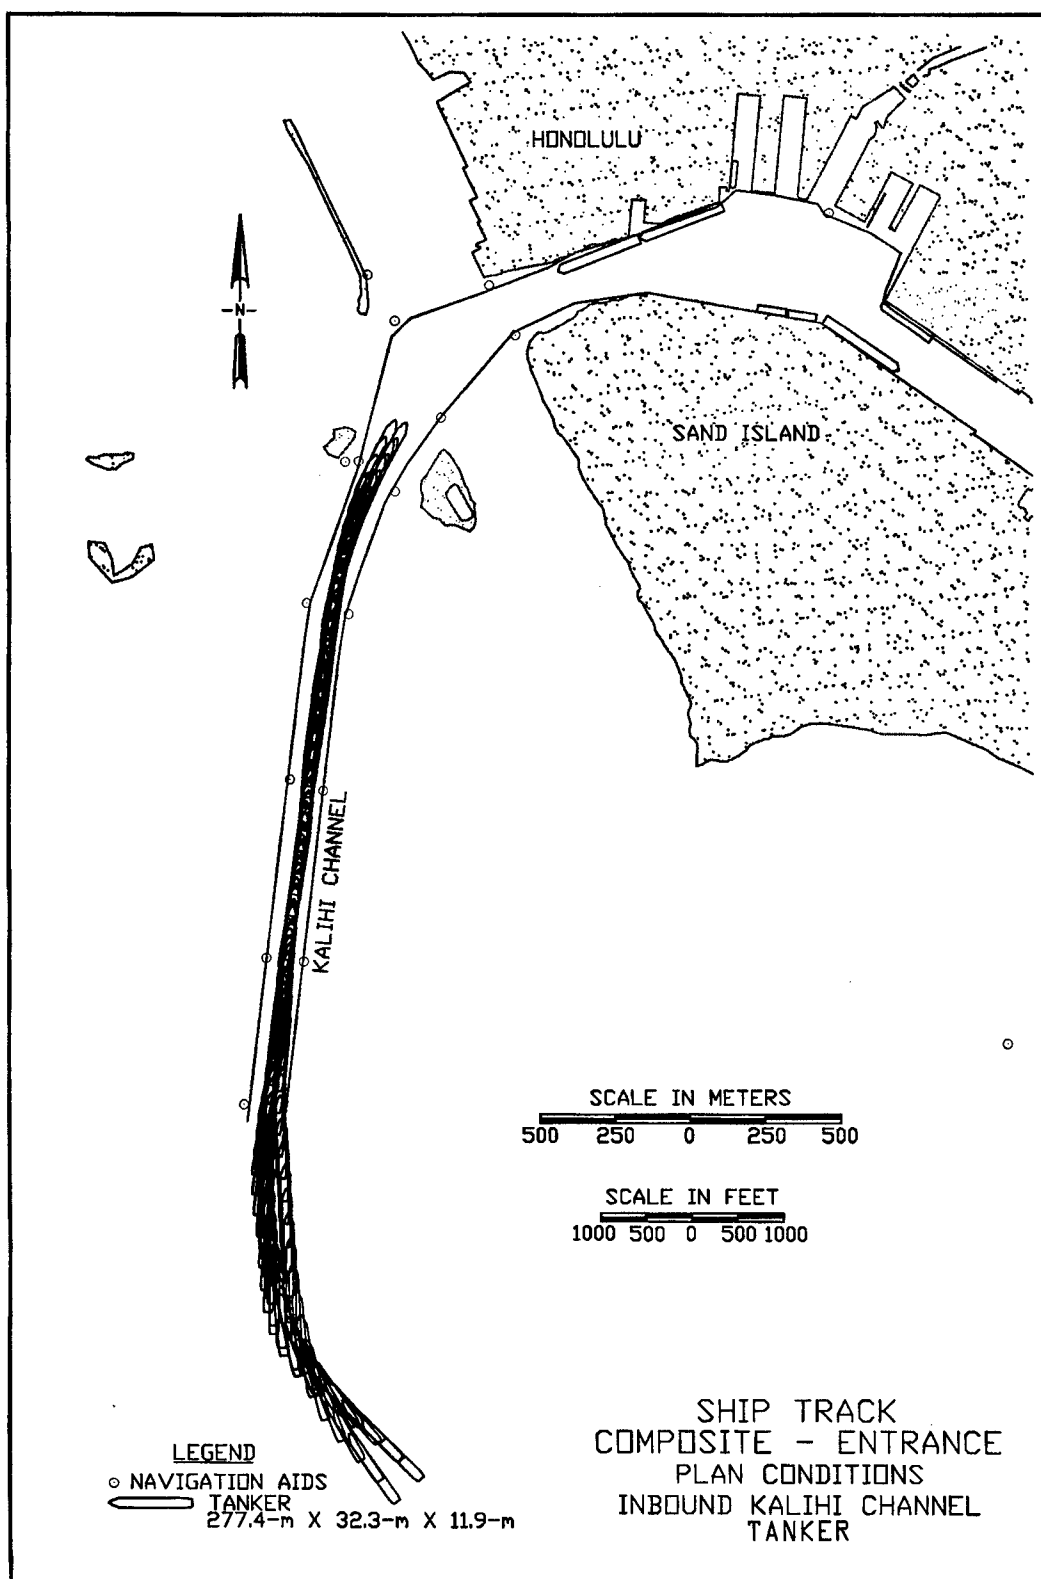 HONOLULU
-N-
SAND ISLAND
KALIHI CHANNEL
SCALE IN METERS
500 250 0 250 500
SCALE IN FEET
1000 500 0 500 1000
SHIP TRACK
COMPOSITE - ENTRANCE
PLAN CONDITIONS
INBOUND KALIHI CHANNEL
TANKER
LEGEND
NAVIGATION AIDS
TANKER
277.4-m X 32.3-m X 11.9-m